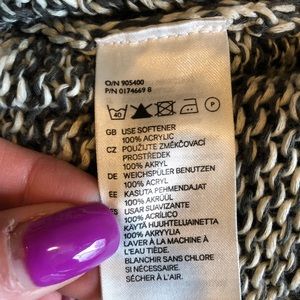 O/N 905400
P/N 0174669 8
40 P
GB USE SOFTENER
100% ACRYLIC
CZ POUŽIJTE ZMĚKČOVACÍ
PROSTŘEDEK
100% AKRYL
DE WEICHSPÜLER BENUTZEN
100% ACRYL
EE KASUTA PEHMENDAJAT
100% AKRÜÜL
ES USAR SUAVIZANTE
100% ACRÍLICO
KÄYTÄ HUUHTELUAINETTA
100% AKRYYLIA
LAVER À LA MACHINE À
L'EAU TIÈDE.
BLANCHIR SANS CHLORE
SI NÉCESSAIRE.
SÉCHER À L'AIR.